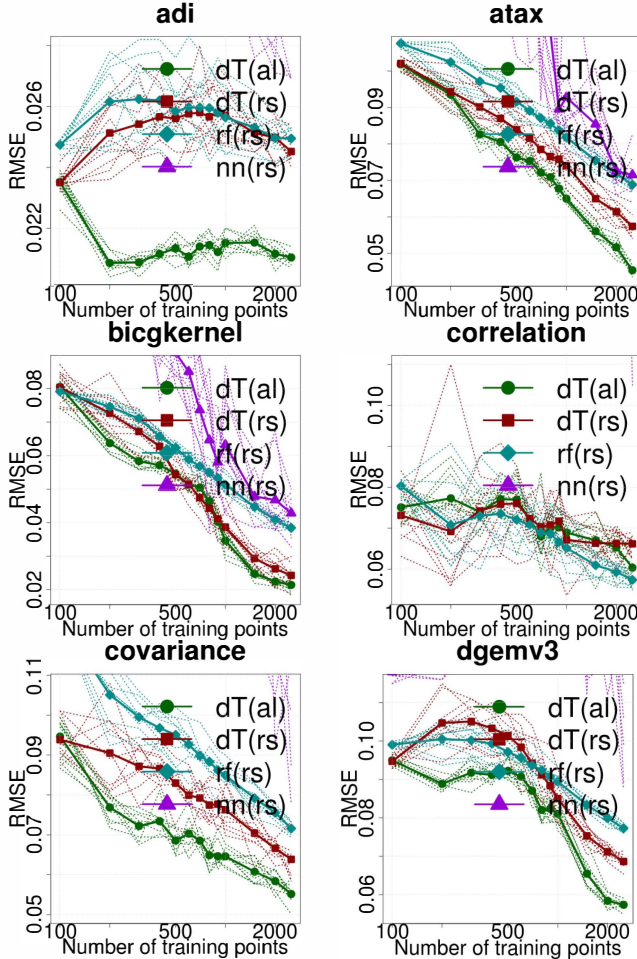 adi
RMSE
0.022
0.026
dT(al)
dT(rs)
rf(rs)
nn(rs)
100
500
2000
Number of training points
atax
RMSE
0.05
0.07
0.09
dT(al)
dT(rs)
rf(rs)
nn(rs)
100
500
2000
Number of training points
bicgkernel
RMSE
0.02
0.04
0.06
0.08
dT(al)
dT(rs)
rf(rs)
nn(rs)
100
500
2000
Number of training points
correlation
RMSE
0.06
0.08
0.10
dT(al)
dT(rs)
rf(rs)
nn(rs)
100
500
2000
Number of training points
covariance
RMSE
0.05
0.07
0.09
0.11
dT(al)
dT(rs)
rf(rs)
nn(rs)
100
500
2000
Number of training points
dgemv3
RMSE
0.06
0.08
0.10
dT(al)
dT(rs)
rf(rs)
nn(rs)
100
500
2000
Number of training points